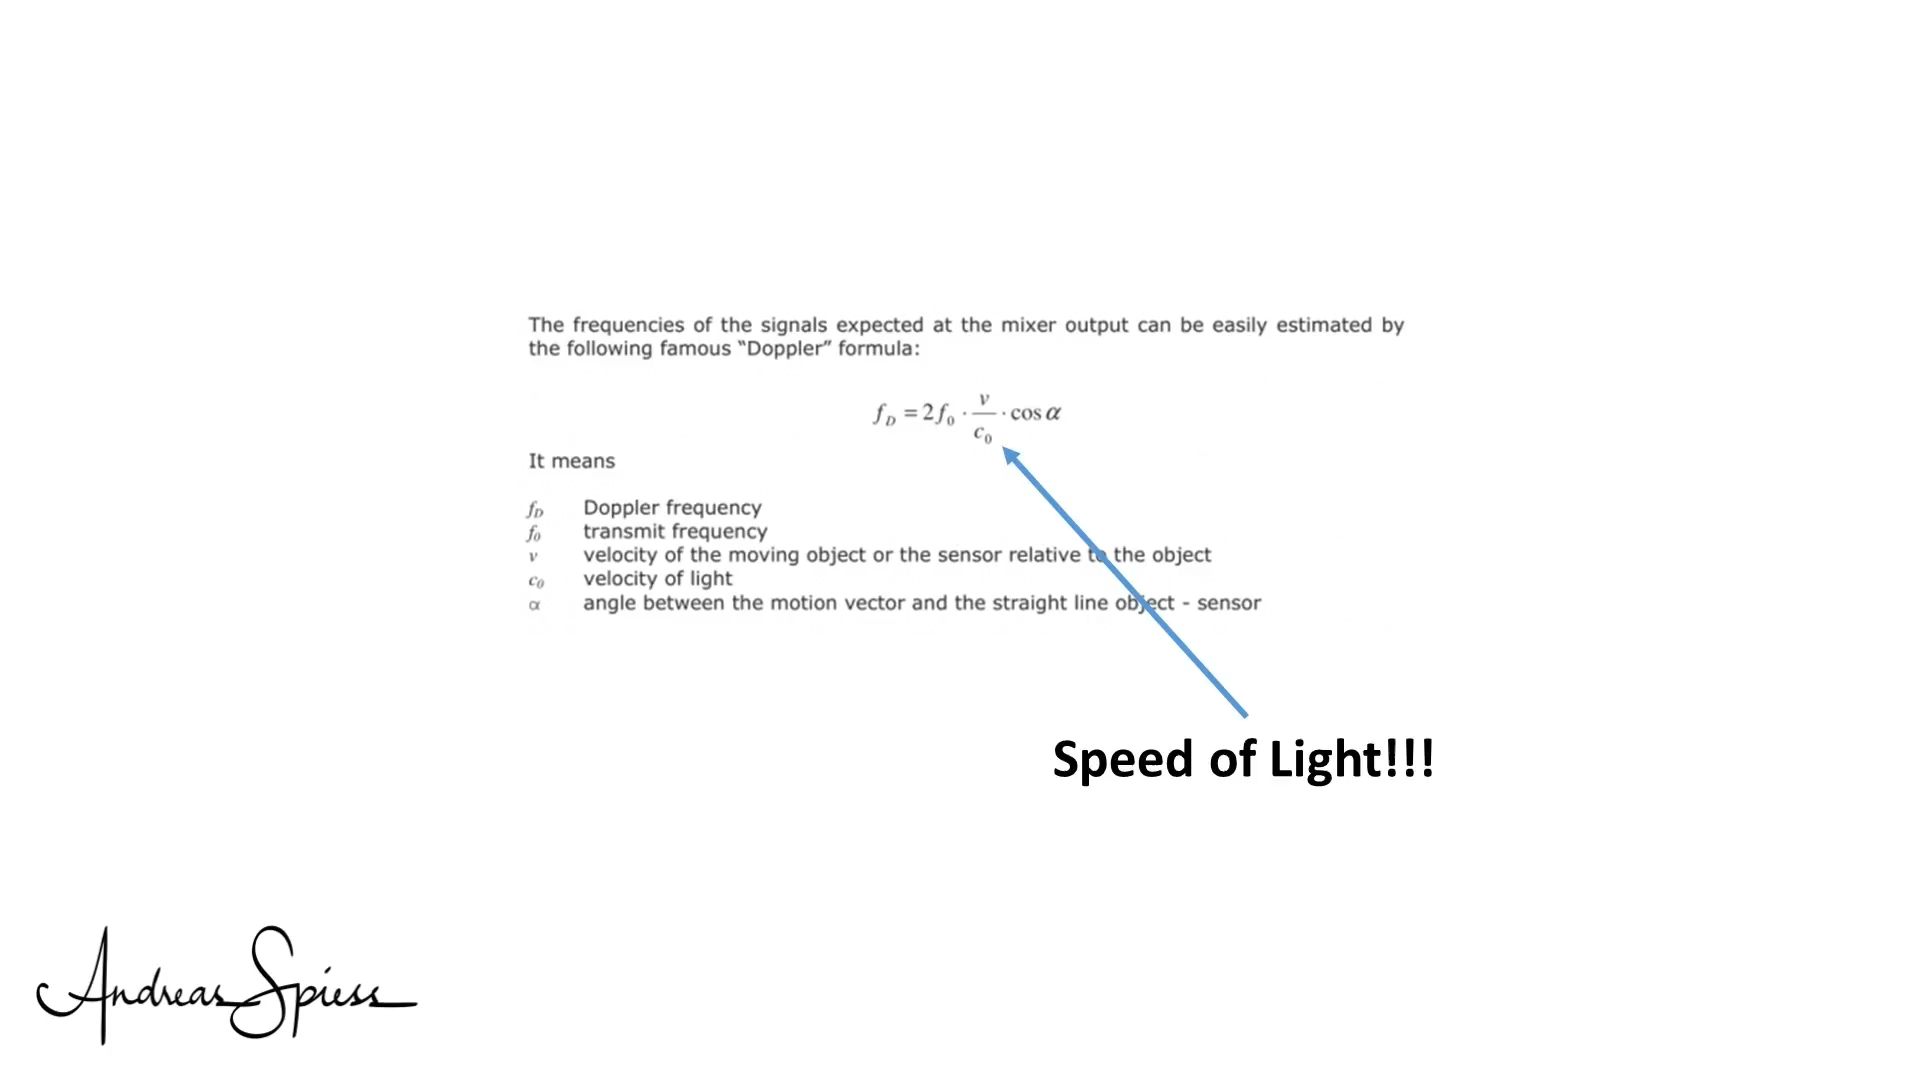 The frequencies of the signals expected at the mixer output can be easily estimated by
the following famous “Doppler” formula:
f_D = 2 f_0 · v / c_0 · cos α
It means
f_D Doppler frequency
f_0 transmit frequency
v velocity of the moving object or the sensor relative to the object
c_0 velocity of light
α angle between the motion vector and the straight line object - sensor
Speed of Light!!!
Andreas Spiess